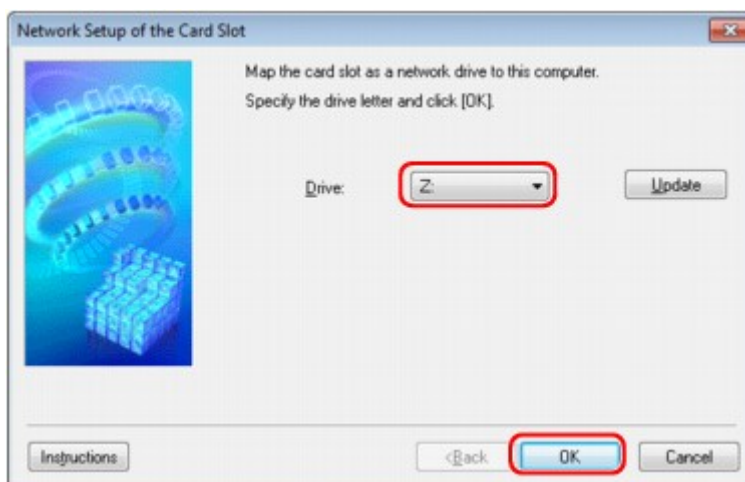 Network Setup of the Card Slot
Map the card slot as a network drive to this computer.
Specify the drive letter and click [OK].
Drive: Z: Update
Instructions <Back OK Cancel